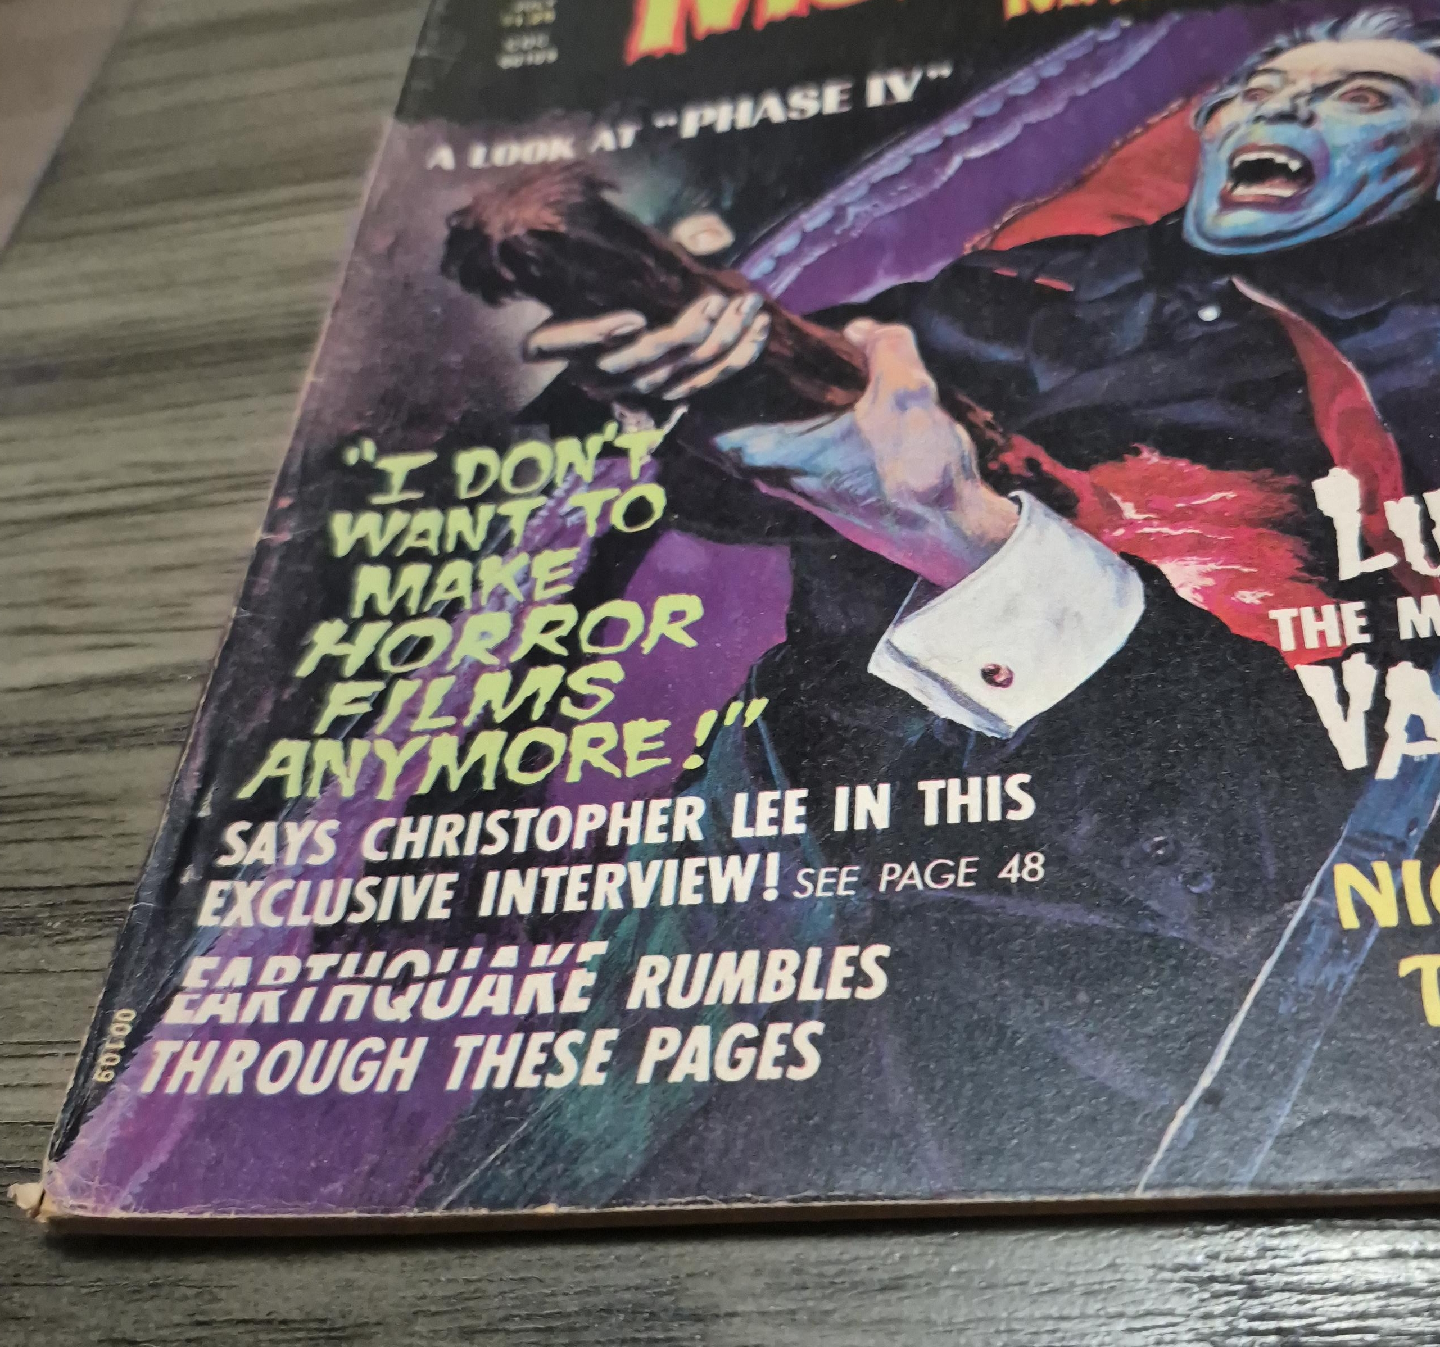 A LOOK AT "PHASE IV"
"I DON'T
WANT TO
MAKE
HORROR
FILMS
ANYMORE!"
SAYS CHRISTOPHER LEE IN THIS
EXCLUSIVE INTERVIEW! SEE PAGE 48
EARTHQUAKE RUMBLES
THROUGH THESE PAGES
00109
THE